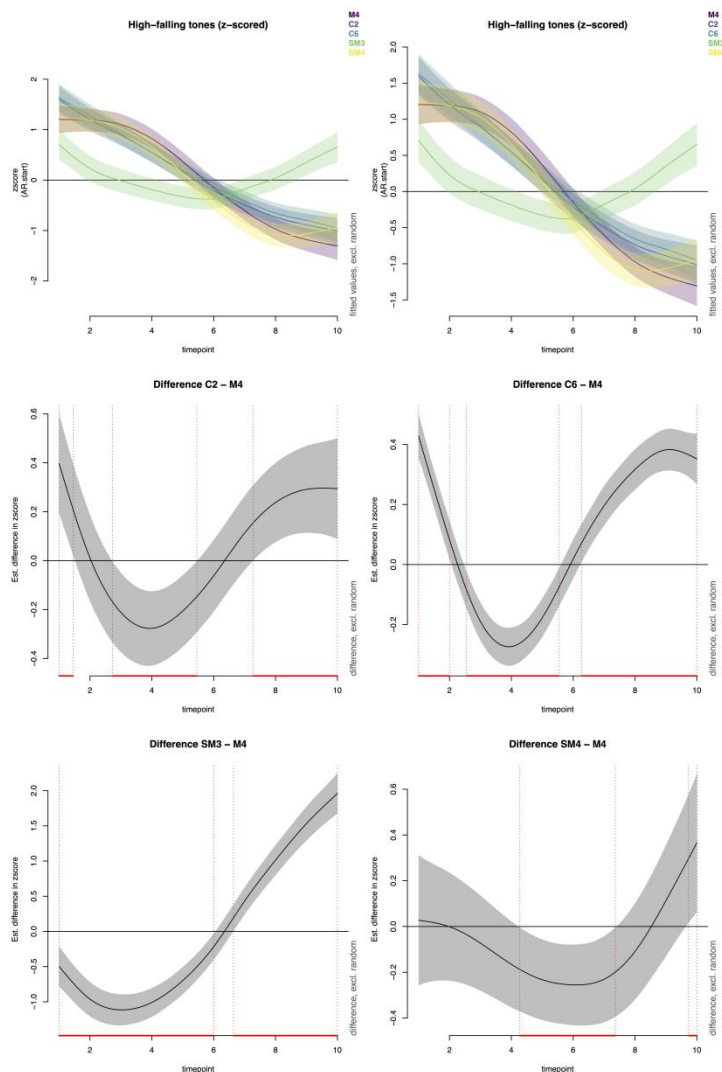 High−falling tones (z−scored)
M4
C2
C6
SM3
SM4
zscore
(AR.start)
2
1
0
−1
−2
2
4
6
8
10
timepoint
fitted values, excl. random
High−falling tones (z−scored)
M4
C2
C6
SM3
SM4
zscore
(AR.start)
1.5
1.0
0.5
0.0
−0.5
−1.0
−1.5
2
4
6
8
10
timepoint
fitted values, excl. random
Difference C2 − M4
Est. difference in zscore
0.6
0.4
0.2
0.0
−0.2
−0.4
2
4
6
8
10
timepoint
difference, excl. random
Difference C6 − M4
Est. difference in zscore
0.4
0.2
0.0
−0.2
2
4
6
8
10
timepoint
difference, excl. random
Difference SM3 − M4
Est. difference in zscore
2.0
1.5
1.0
0.5
0.0
−0.5
−1.0
2
4
6
8
10
timepoint
difference, excl. random
Difference SM4 − M4
Est. difference in zscore
0.6
0.4
0.2
0.0
−0.2
−0.4
2
4
6
8
10
timepoint
difference, excl. random